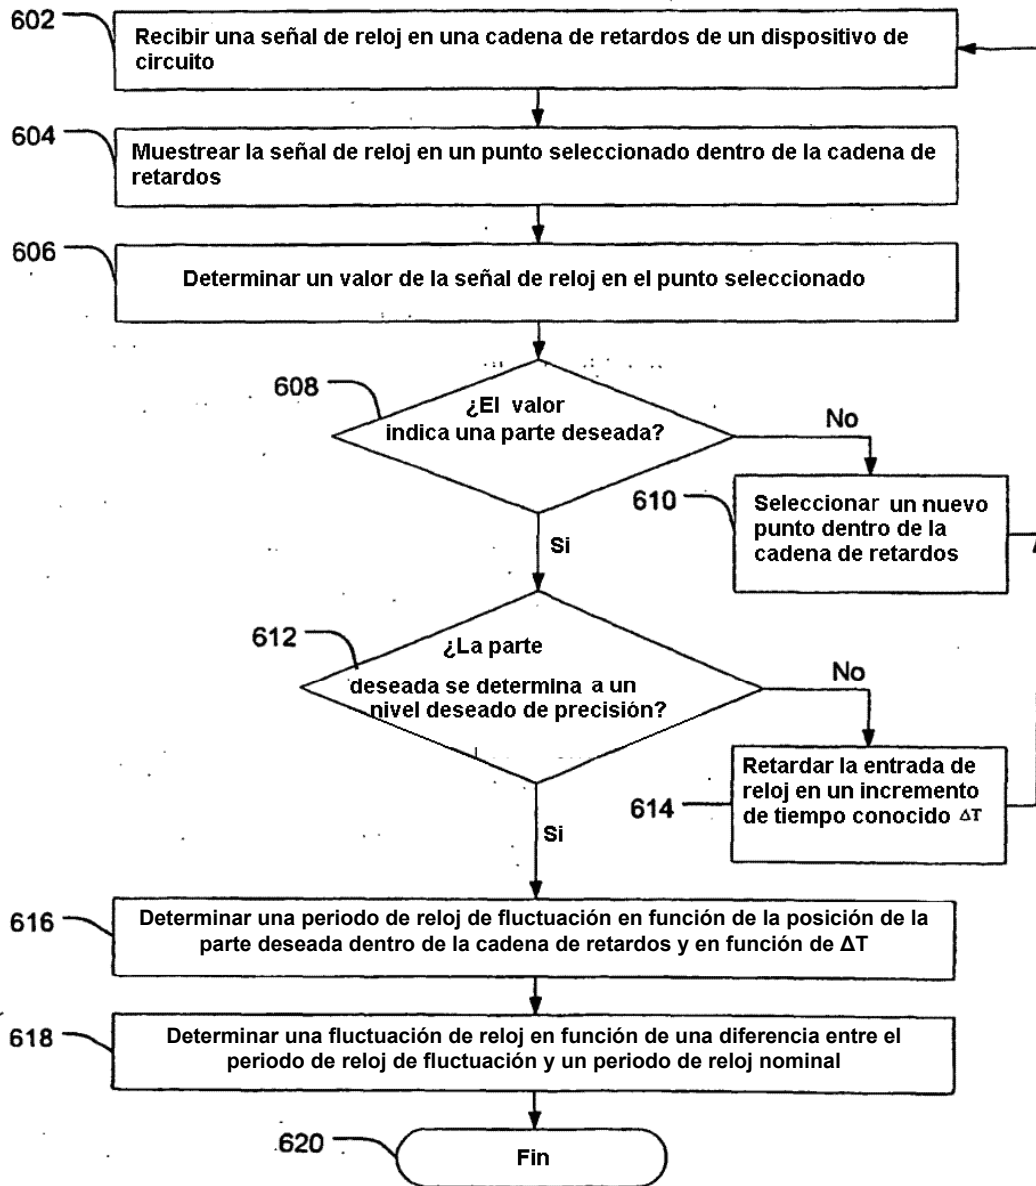 602
Recibir una señal de reloj en una cadena de retardos de un dispositivo de
circuito
604
Muestrear la señal de reloj en un punto seleccionado dentro de la cadena de
retardos
606
Determinar un valor de la señal de reloj en el punto seleccionado
608
¿El valor
indica una parte deseada?
No
610
Seleccionar un nuevo
punto dentro de la
cadena de retardos
Si
612
¿La parte
deseada se determina a un
nivel deseado de precisión?
No
614
Retardar la entrada de
reloj en un incremento
de tiempo conocido ΔT
Si
616
Determinar una periodo de reloj de fluctuación en función de la posición de la
parte deseada dentro de la cadena de retardos y en función de ΔT
618
Determinar una fluctuación de reloj en función de una diferencia entre el
periodo de reloj de fluctuación y un periodo de reloj nominal
620
Fin